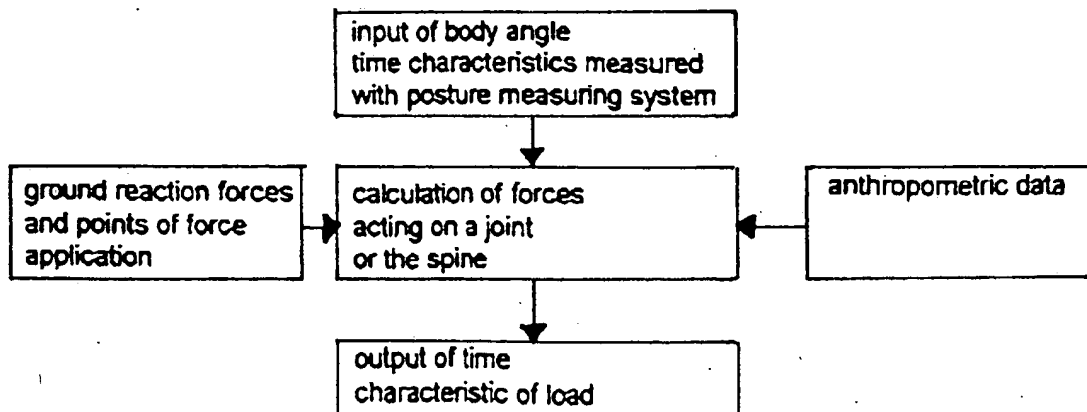 input of body angle
time characteristics measured
with posture measuring system
ground reaction forces
and points of force
application
calculation of forces
acting on a joint
or the spine
anthropometric data
output of time
characteristic of load